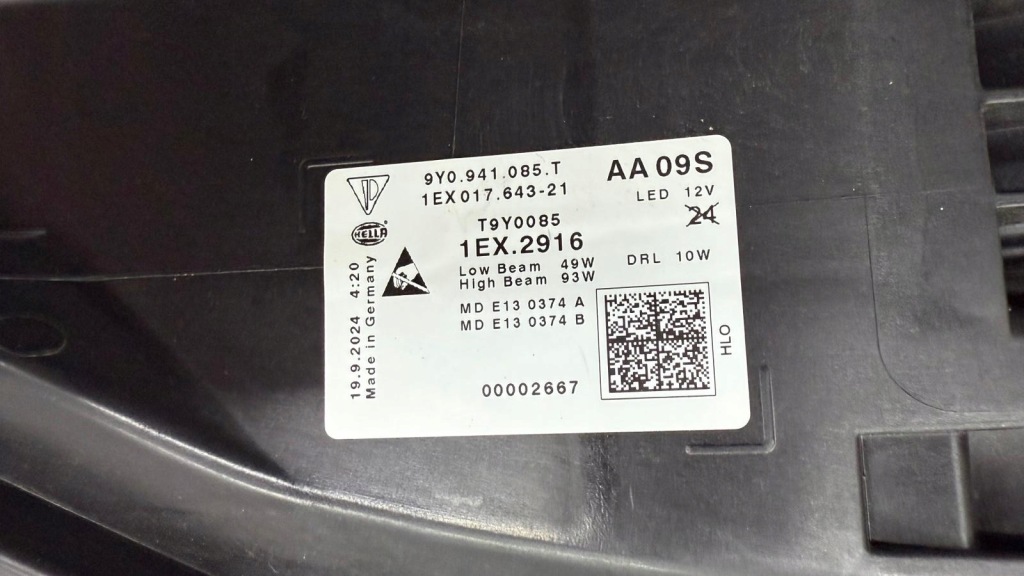 9Y0.941.085.T
1EX 017.643-21
AA 09S
LED 12V
24
HELLA
T9Y0085
1EX.2916
Low Beam 49W
High Beam 93W
DRL 10W
MD E13 0374 A
MD E13 0374 B
19.9.2024 4:20
Made in Germany
HLO
00002667